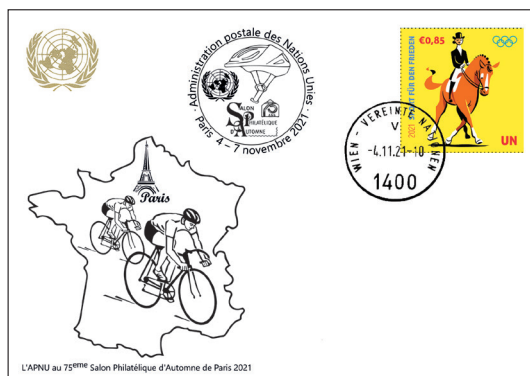 Administration postale des Nations Unies
SALON
PHILATÉLIQUE
D'AUTOMNE
Paris 4 – 7 novembre 2021
€0,85
2021 SPORT FÜR DEN FRIEDEN
UN
WIEN - VEREINTE NATIONEN
V
-4.11.21-10
1400
Paris
L'APNU au 75eme Salon Philatélique d'Automne de Paris 2021